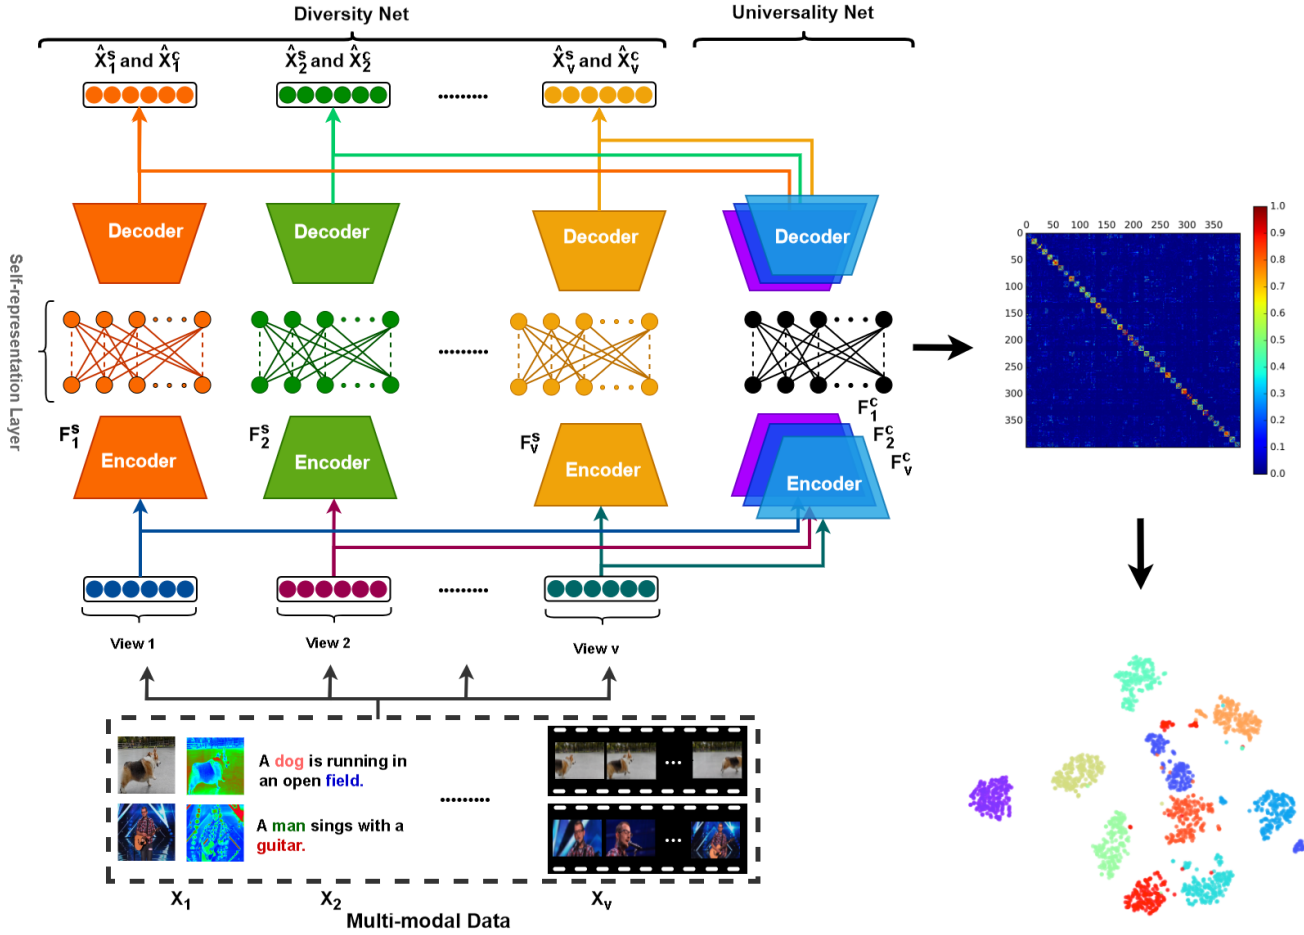 Diversity Net
Universality Net
X̂₁ˢ and X̂₁ᶜ
X̂₂ˢ and X̂₂ᶜ
X̂ᵥˢ and X̂ᵥᶜ
Decoder
Decoder
Decoder
Decoder
Self-representation Layer
F₁ˢ
F₂ˢ
Fᵥˢ
F₁ᶜ
F₂ᶜ
Fᵥᶜ
Encoder
Encoder
Encoder
Encoder
View 1
View 2
View v
A dog is running in
an open field.
A man sings with a
guitar.
X₁
X₂
Xᵥ
Multi-modal Data
0 50 100 150 200 250 300 350
0
50
100
150
200
250
300
350
1.0
0.9
0.8
0.7
0.6
0.5
0.4
0.3
0.2
0.1
0.0